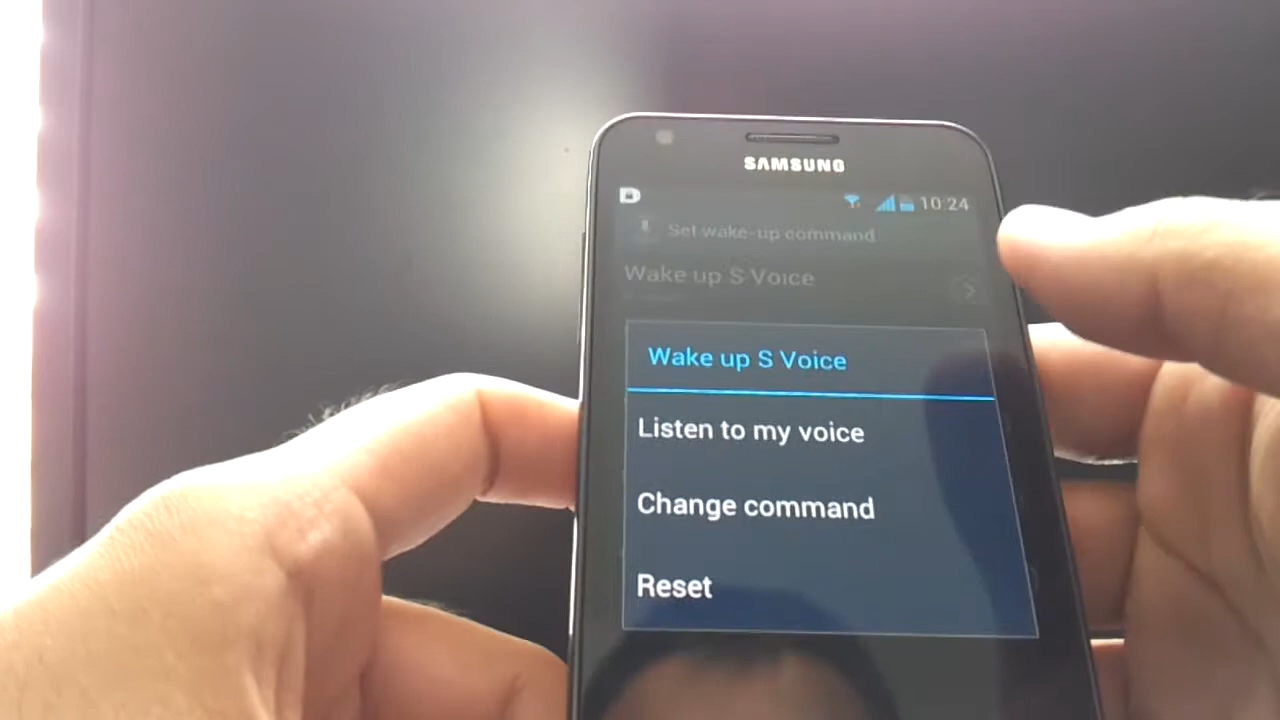 SAMSUNG
10:24
Set wake-up command
Wake up S Voice
Wake up S Voice
Listen to my voice
Change command
Reset